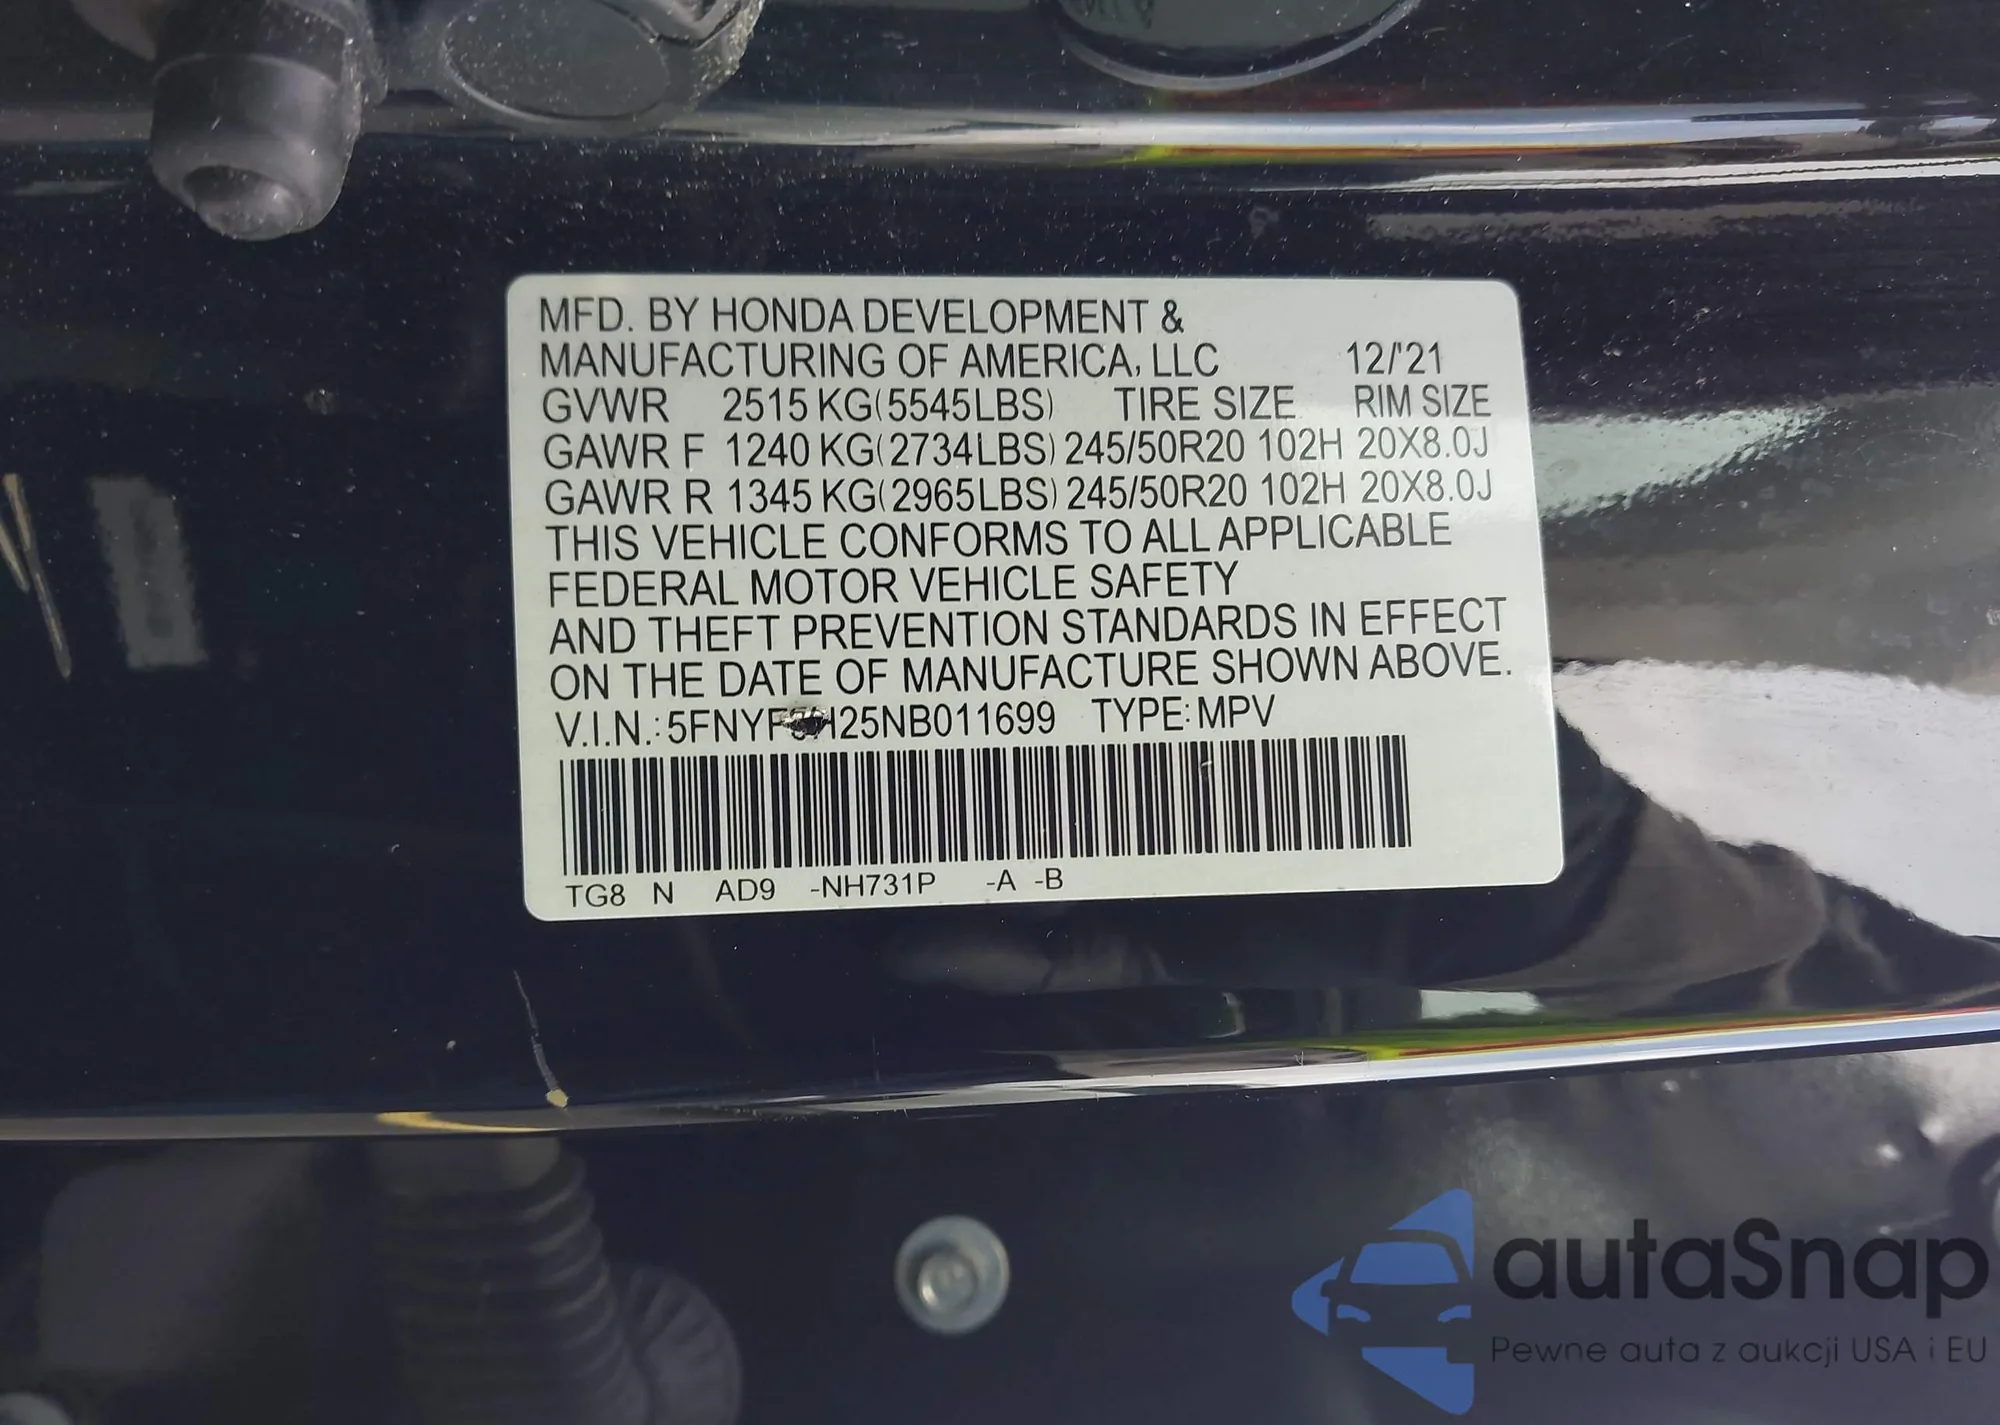 MFD. BY HONDA DEVELOPMENT &
MANUFACTURING OF AMERICA, LLC 12/'21
GVWR 2515 KG(5545LBS) TIRE SIZE RIM SIZE
GAWR F 1240 KG(2734LBS) 245/50R20 102H 20X8.0J
GAWR R 1345 KG(2965LBS) 245/50R20 102H 20X8.0J
THIS VEHICLE CONFORMS TO ALL APPLICABLE
FEDERAL MOTOR VEHICLE SAFETY
AND THEFT PREVENTION STANDARDS IN EFFECT
ON THE DATE OF MANUFACTURE SHOWN ABOVE.
V.I.N.: TYPE: MPV
TG8 N AD9 -NH731P -A -B
autaSnap
Pewne auta z aukcji USA i EU